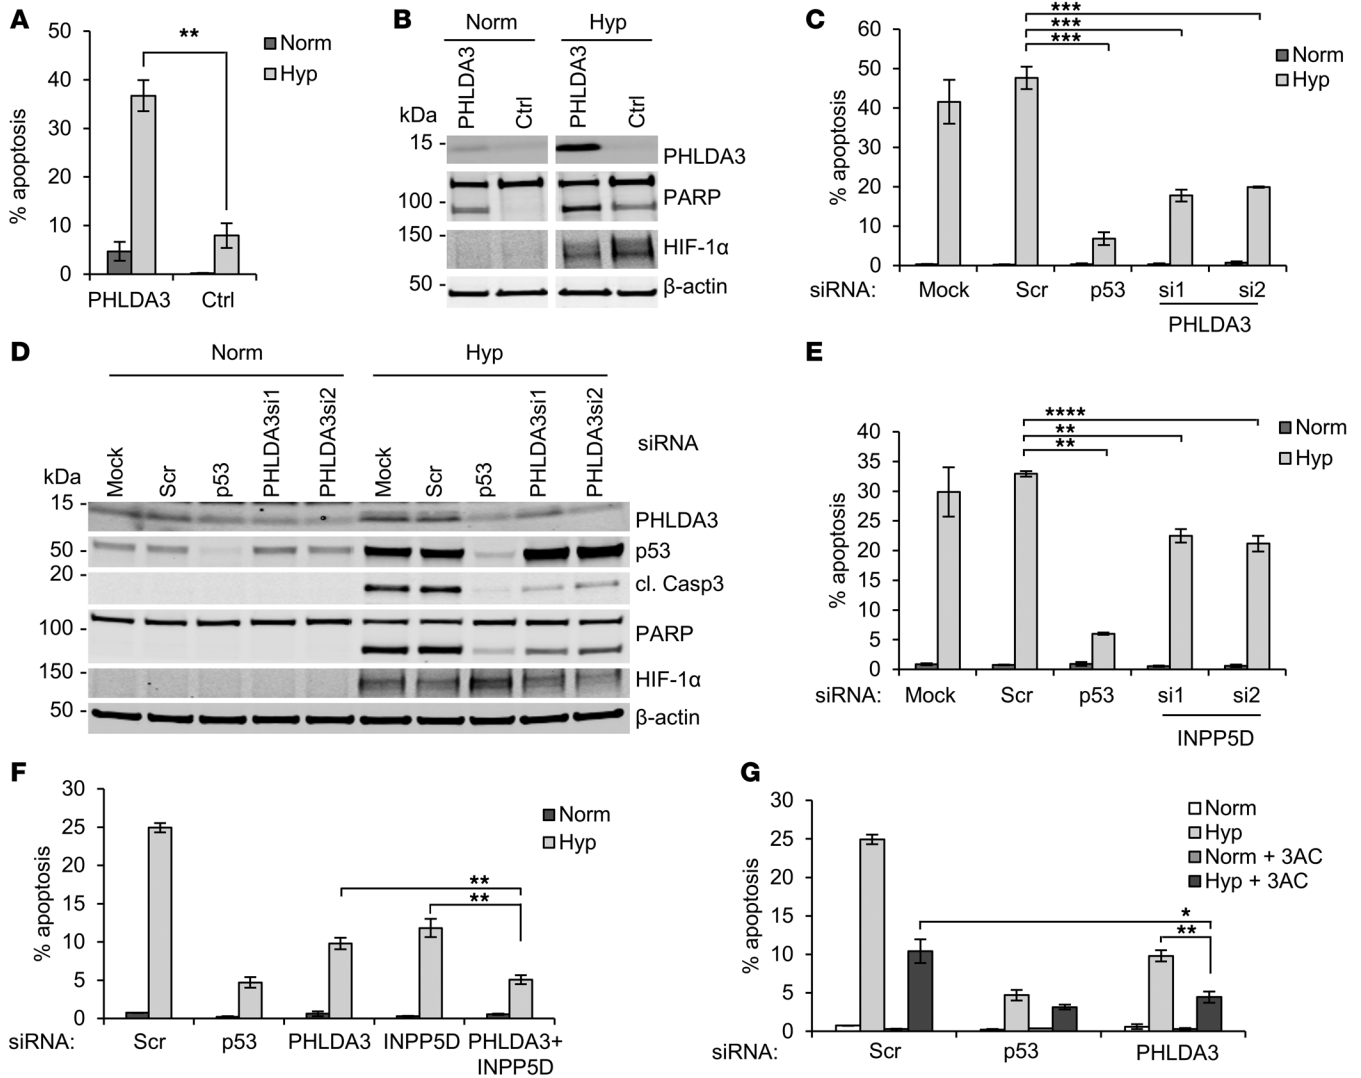 A
50
40
30
20
10
0
% apoptosis
**
Norm
Hyp
PHLDA3 Ctrl
B
Norm Hyp
PHLDA3 Ctrl PHLDA3 Ctrl
kDa
15 - PHLDA3
100 - PARP
150 - HIF-1α
50 - β-actin
C
60
50
40
30
20
10
0
% apoptosis
***
***
***
Norm
Hyp
siRNA: Mock Scr p53 si1 si2
PHLDA3
D
Norm Hyp
Mock Scr p53 PHLDA3si1 PHLDA3si2 Mock Scr p53 PHLDA3si1 PHLDA3si2
siRNA
kDa
15 - PHLDA3
50 - p53
20 - cl. Casp3
100 - PARP
150 - HIF-1α
50 - β-actin
E
40
35
30
25
20
15
10
5
0
% apoptosis
****
**
**
Norm
Hyp
siRNA: Mock Scr p53 si1 si2
INPP5D
F
30
25
20
15
10
5
0
% apoptosis
**
**
Norm
Hyp
siRNA: Scr p53 PHLDA3 INPP5D PHLDA3+
INPP5D
G
30
25
20
15
10
5
0
% apoptosis
*
**
Norm
Hyp
Norm + 3AC
Hyp + 3AC
siRNA: Scr p53 PHLDA3